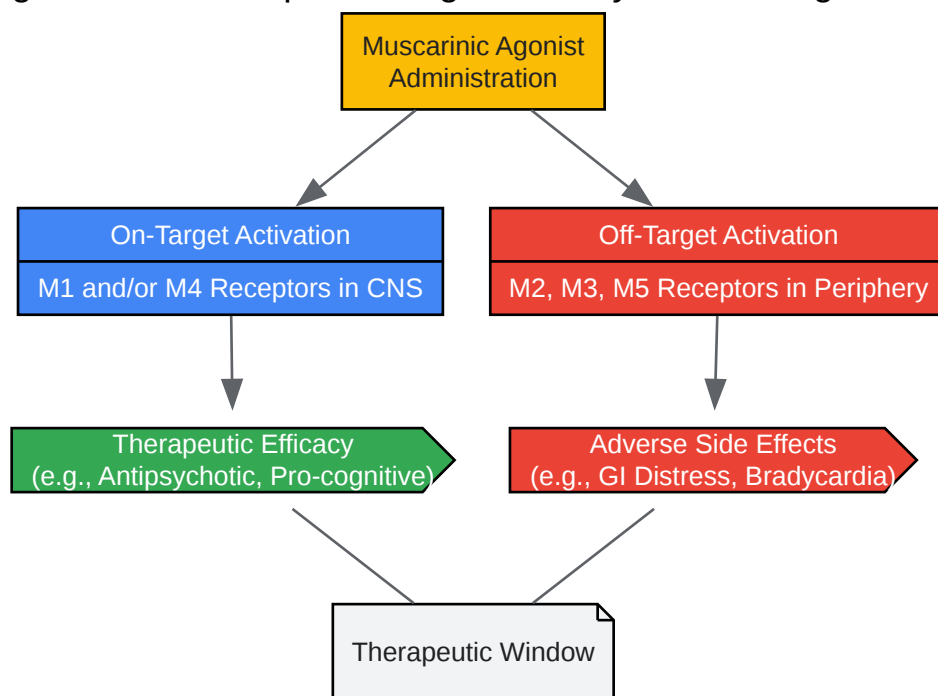 Muscarinic Agonist
Administration
On-Target Activation
Off-Target Activation
M1 and/or M4 Receptors in CNS
M2, M3, M5 Receptors in Periphery
Therapeutic Efficacy
(e.g., Antipsychotic, Pro-cognitive)
Adverse Side Effects
(e.g., GI Distress, Bradycardia)
Therapeutic Window